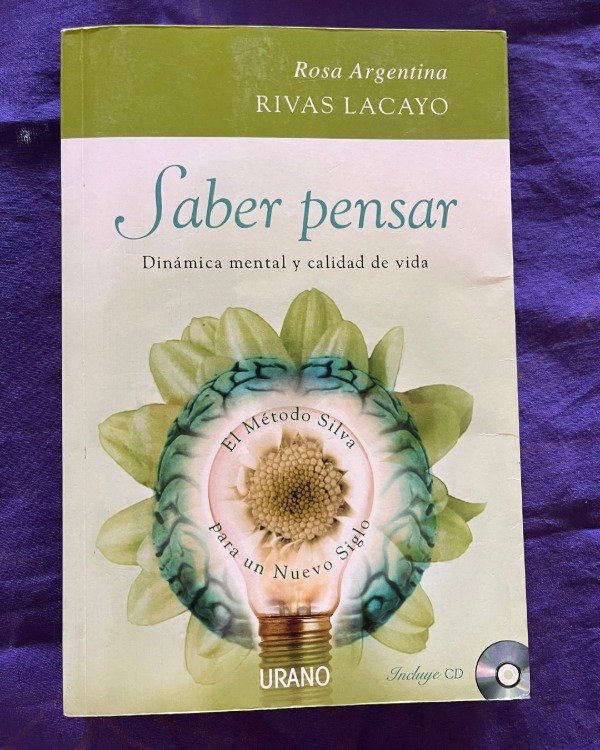 Rosa Argentina
RIVAS LACAYO
Saber pensar
Dinámica mental y calidad de vida
El Método Silva
para un Nuevo Siglo
URANO
Incluye CD